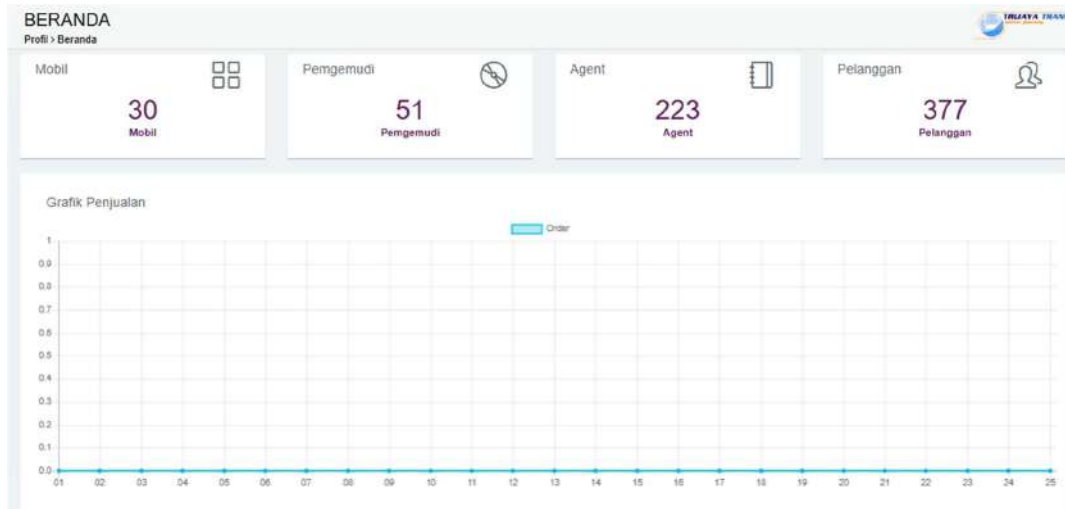 BERANDA
Profil > Beranda
Mobil
30
Mobil
Pemgemudi
51
Pemgemudi
Agent
223
Agent
Pelanggan
377
Pelanggan
Grafik Penjualan
Order
1
0.9
0.8
0.7
0.6
0.5
0.4
0.3
0.2
0.1
0.0
01 02 03 04 05 06 07 08 09 10 11 12 13 14 15 16 17 18 19 20 21 22 23 24 25